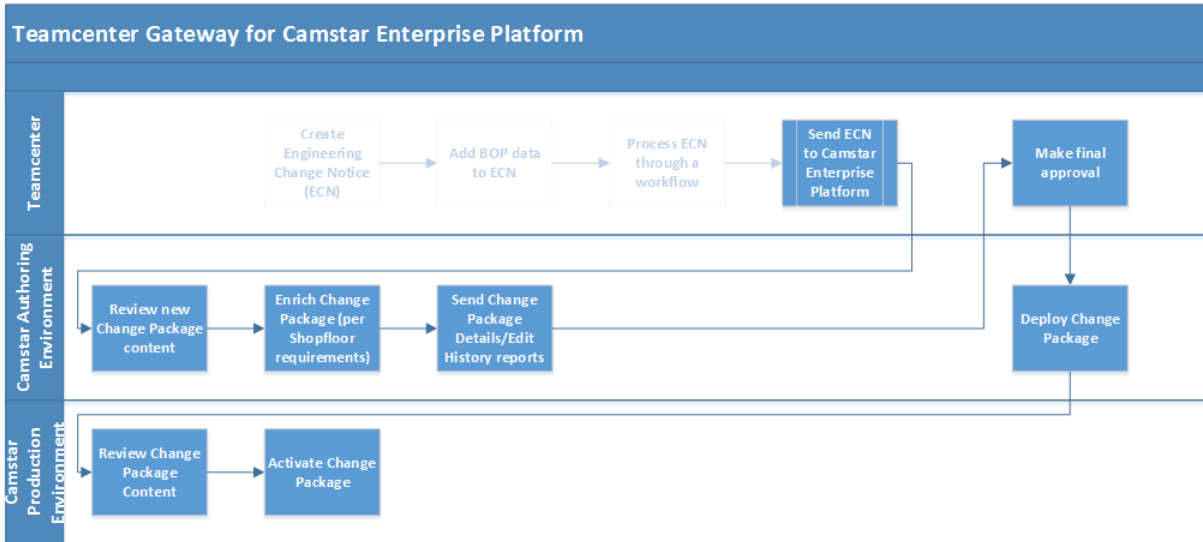 Teamcenter Gateway for Camstar Enterprise Platform
Teamcenter
Create
Engineering
Change Notice
(ECN)
Add BOP data
to ECN
Process ECN
through a
workflow
Send ECN
to Camstar
Enterprise
Platform
Make final
approval
Camstar Authoring
Environment
Review new
Change Package
content
Enrich Change
Package (per
Shopfloor
requirements)
Send Change
Package
Details/Edit
History reports
Deploy Change
Package
Camstar
Production
Environment
Review Change
Package
Content
Activate Change
Package